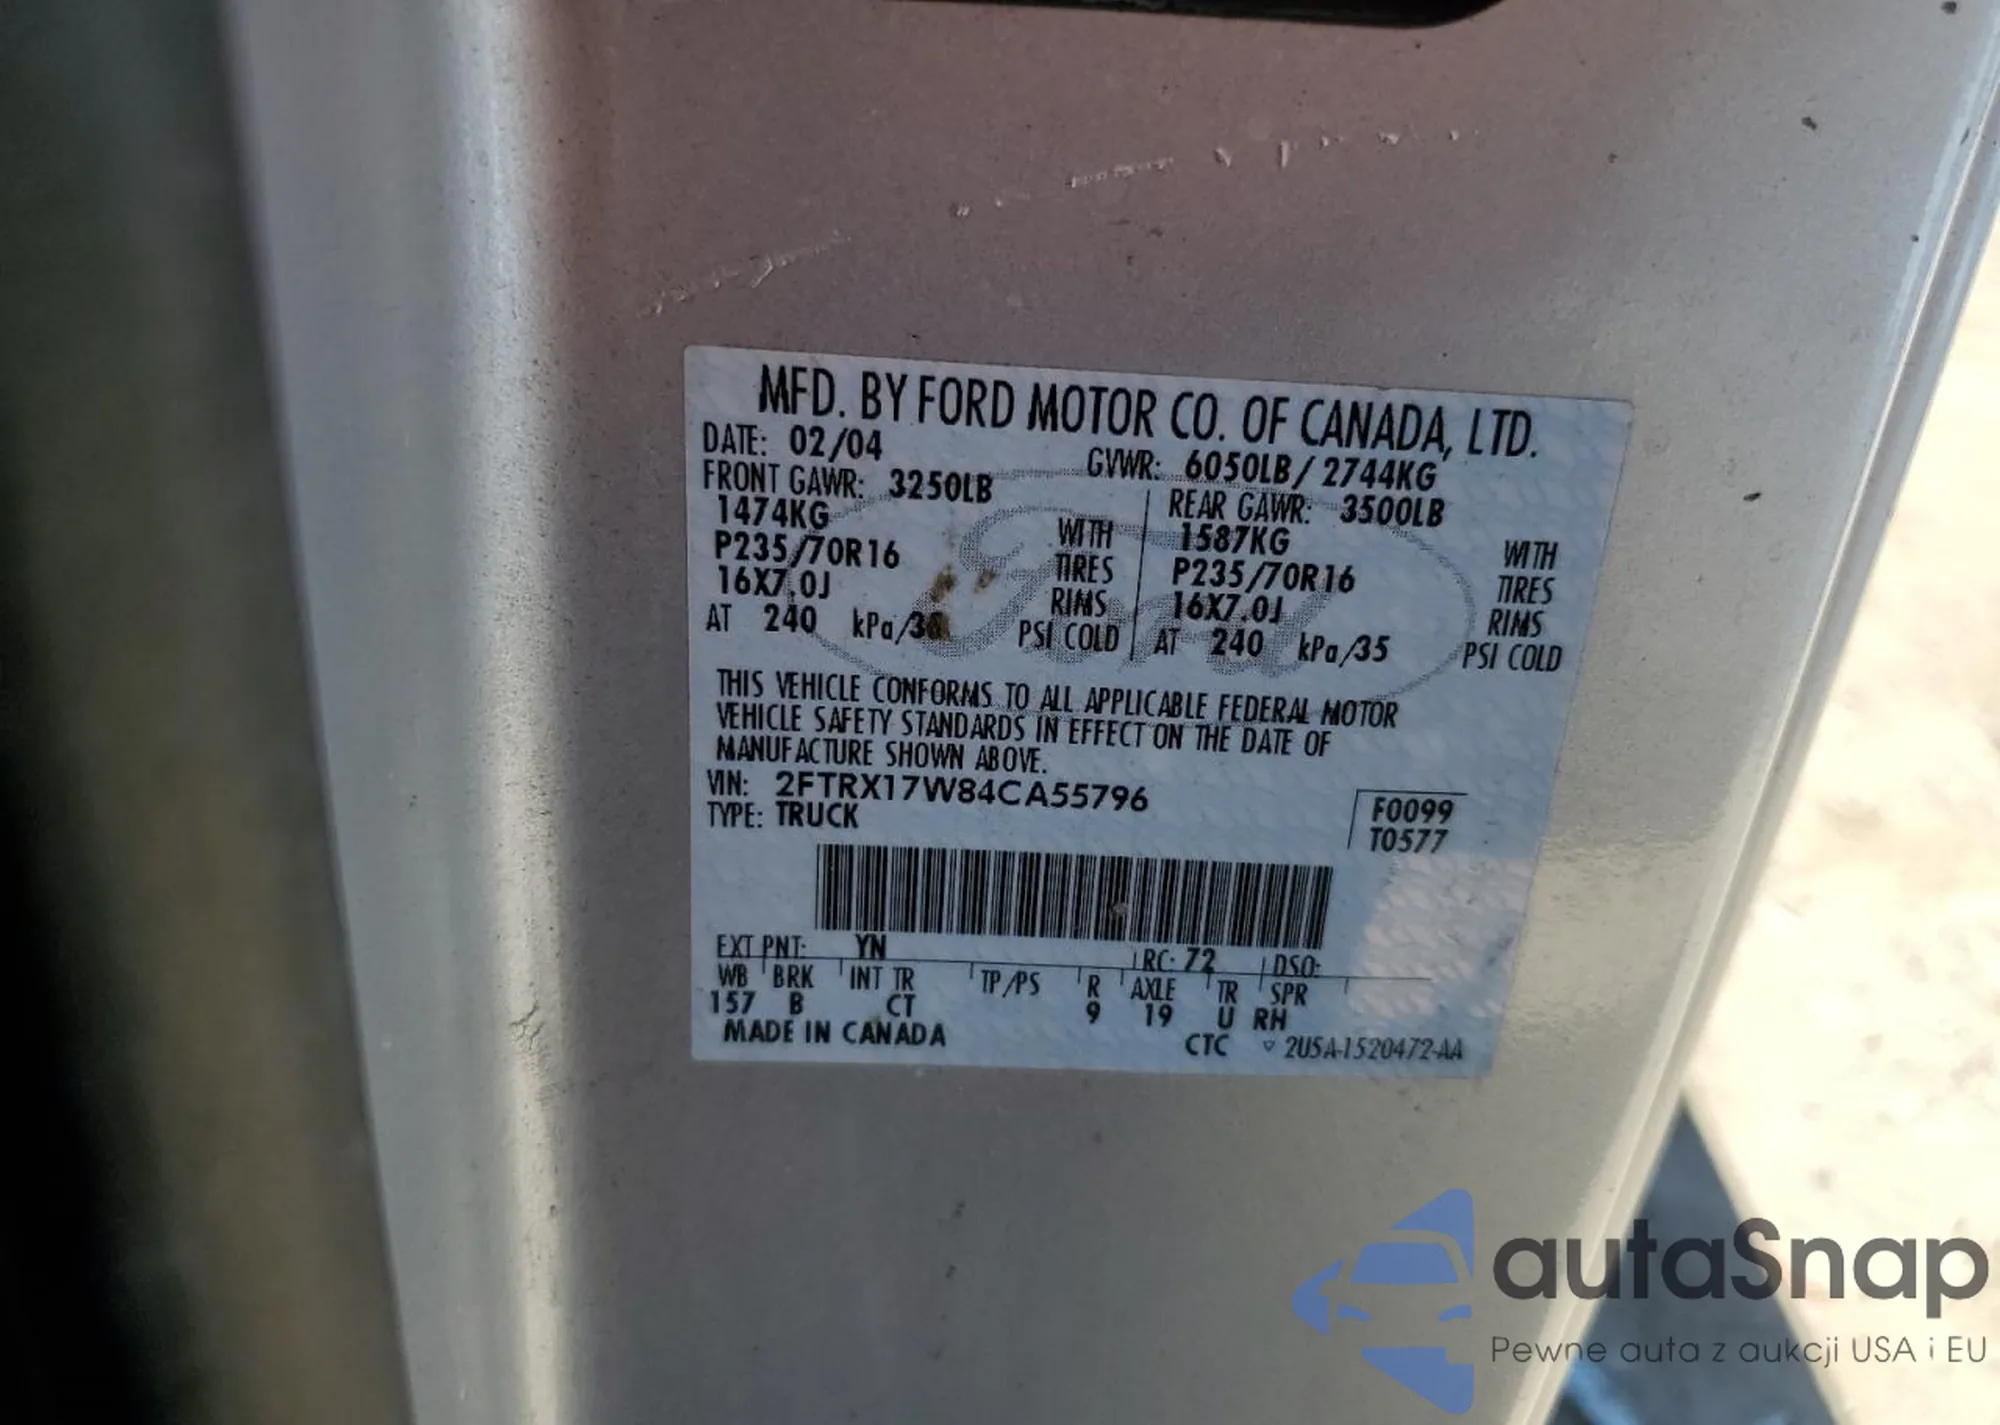 MFD. BY FORD MOTOR CO. OF CANADA, LTD.
DATE: 02/04 GVWR: 6050LB / 2744KG
FRONT GAWR: 3250LB REAR GAWR: 3500LB
1474KG WITH 1587KG WITH
P235/70R16 TIRES P235/70R16 TIRES
16X7.0J RIMS 16X7.0J RIMS
AT 240 kPa/ PSI COLD AT 240 kPa/35 PSI COLD
THIS VEHICLE CONFORMS TO ALL APPLICABLE FEDERAL MOTOR
VEHICLE SAFETY STANDARDS IN EFFECT ON THE DATE OF
MANUFACTURE SHOWN ABOVE.
VIN: 2FTRX17W84CA55796 F0099
TYPE: TRUCK T0577
EXT PNT: YN RC: 72 DSO:
WB BRK INT TR TP/PS R AXLE TR SPR
157 B CT 9 19 U RH
MADE IN CANADA CTC ▽ 2U5A-1520472-AA
Ford
autaSnap
Pewne auta z aukcji USA i EU